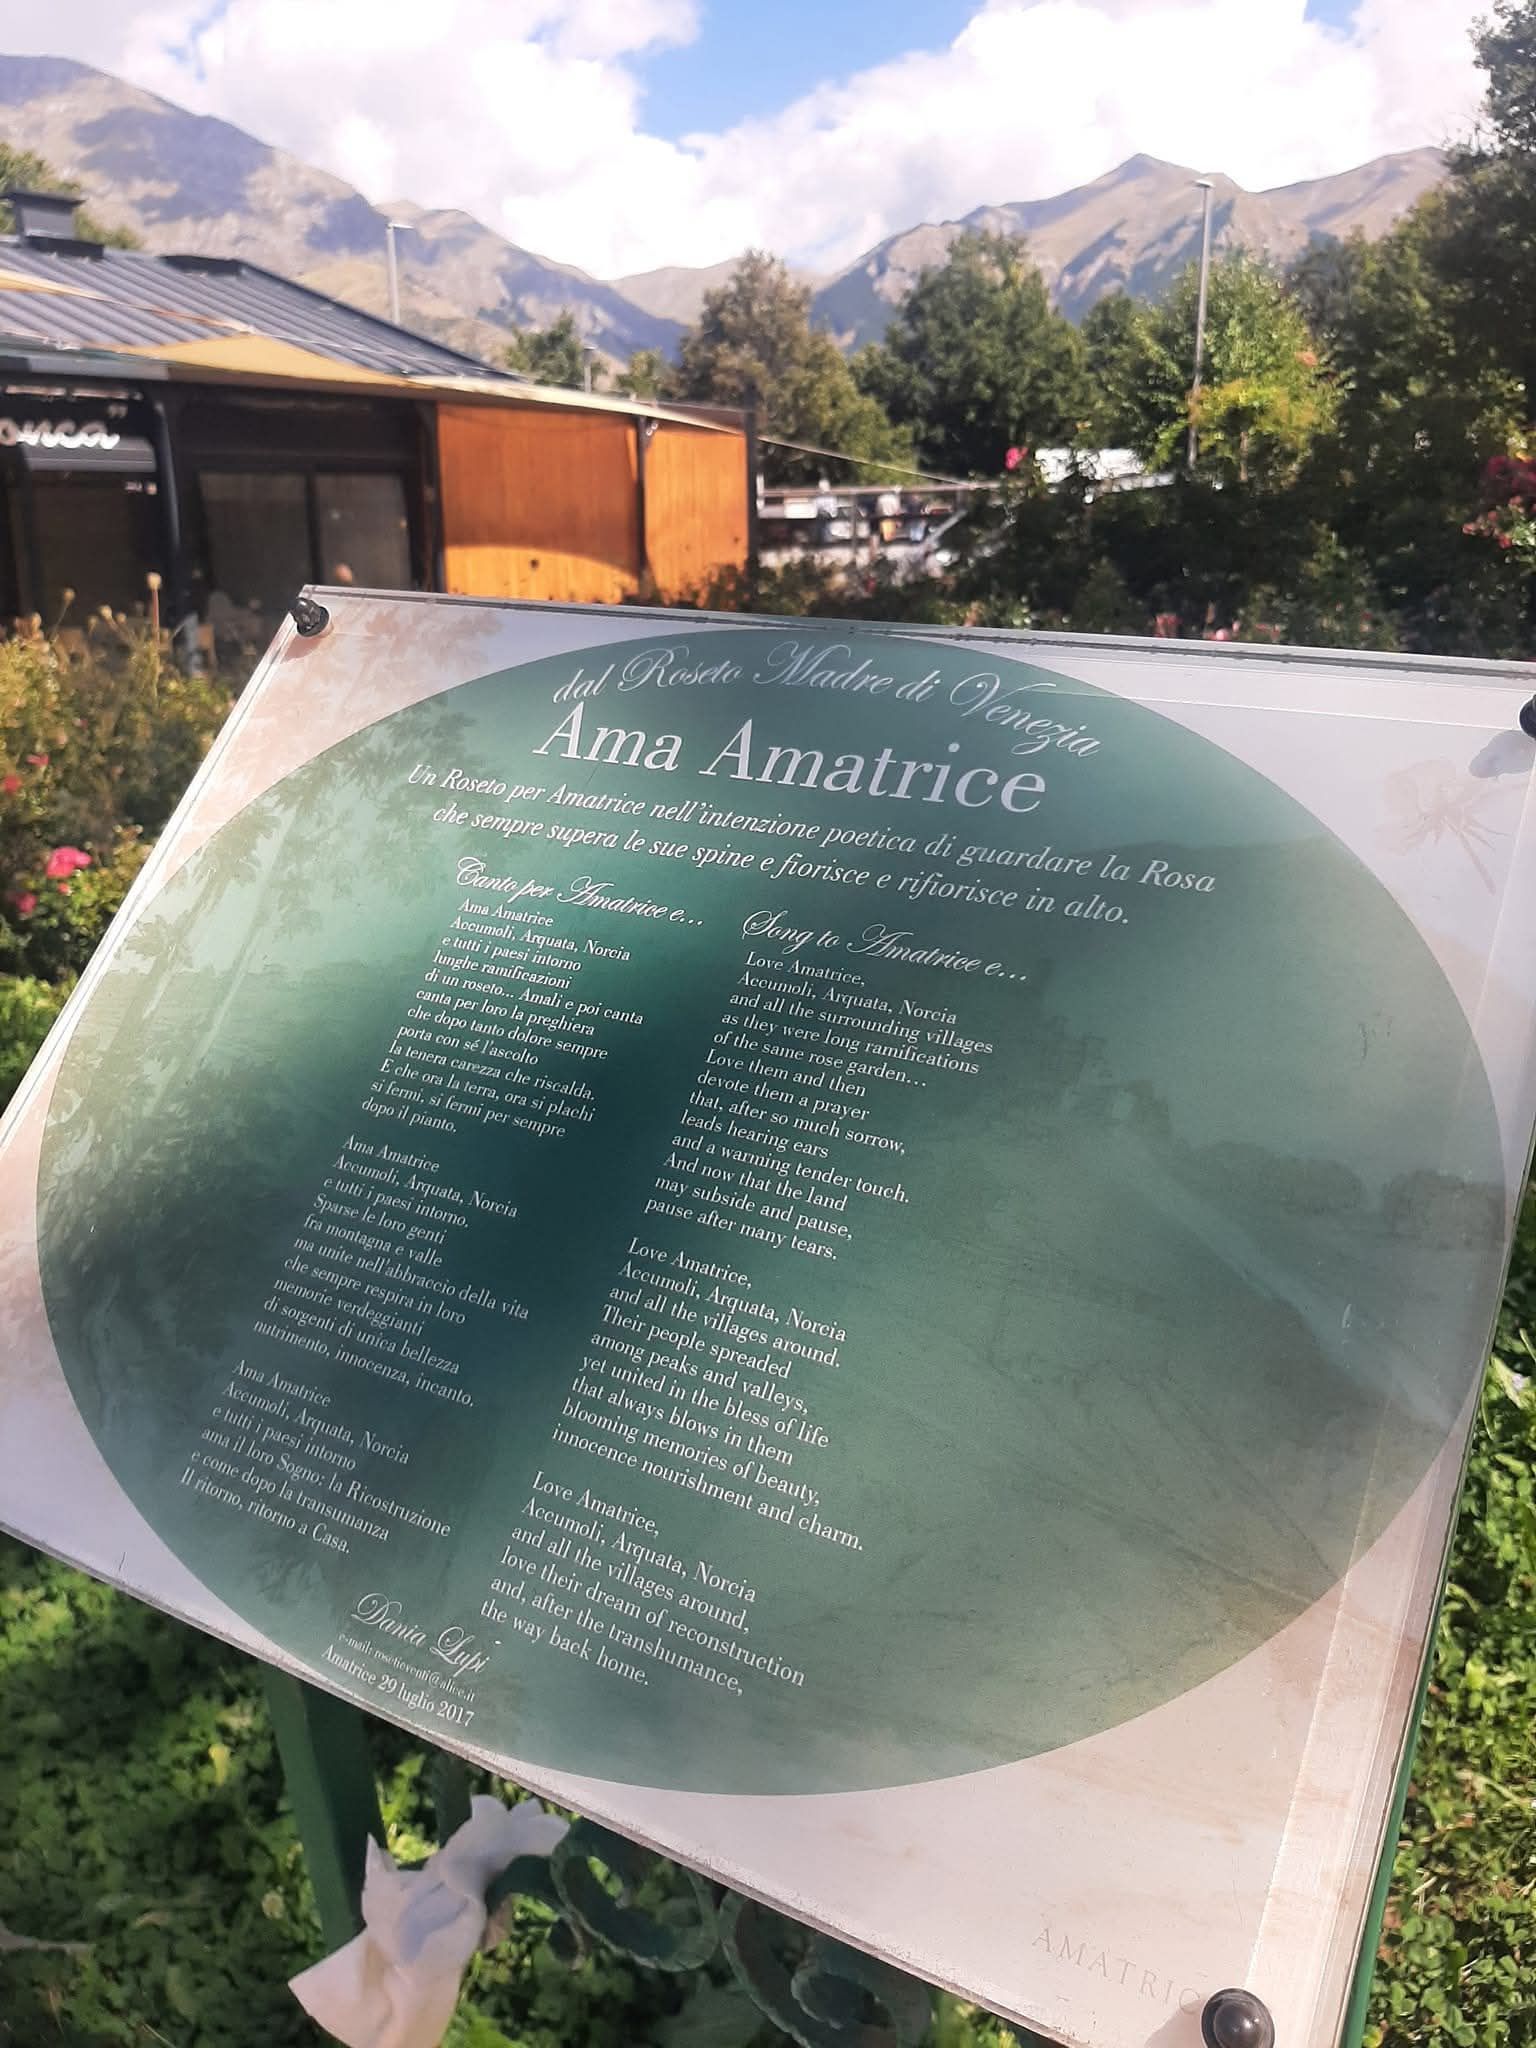 onca
dal Roseto Madre di Venezia
Ama Amatrice
Un Roseto per Amatrice nell'intenzione poetica di guardare la Rosa
che sempre supera le sue spine e fiorisce e rifiorisce in alto.
Canto per Amatrice e...
Ama Amatrice
Accumoli, Arquata, Norcia
e tutti i paesi intorno
lunghe ramificazioni
di un roseto... Amali e poi canta
canta per loro la preghiera
che dopo tanto dolore sempre
porta con sé l'ascolto
la tenera carezza che riscalda.
E che ora la terra, ora si plachi
si fermi, si fermi per sempre
dopo il pianto.
Ama Amatrice
Accumoli, Arquata, Norcia
e tutti i paesi intorno.
Sparse le loro genti
fra montagna e valle
ma unite nell'abbraccio della vita
che sempre respira in loro
memorie verdeggianti
di sorgenti di unica bellezza
nutrimento, innocenza, incanto.
Ama Amatrice
Accumoli, Arquata, Norcia
e tutti i paesi intorno
ama il loro Sogno: la Ricostruzione
e come dopo la transumanza
Il ritorno, ritorno a Casa.
Song to Amatrice e...
Love Amatrice,
Accumoli, Arquata, Norcia
and all the surrounding villages
as they were long ramifications
of the same rose garden...
Love them and then
devote them a prayer
that, after so much sorrow,
leads hearing ears
and a warming tender touch.
And now that the land
may subside and pause,
pause after many tears.
Love Amatrice,
Accumoli, Arquata, Norcia
and all the villages around.
Their people spreaded
among peaks and valleys,
yet united in the bless of life
that always blows in them
blooming memories of beauty,
innocence nourishment and charm.
Love Amatrice,
Accumoli, Arquata, Norcia
and all the villages around,
love their dream of reconstruction
and, after the transhumance,
the way back home.
Dania Lupi
e-mail: rosetieventi@alice.it
Amatrice 29 luglio 2017
AMATRIC